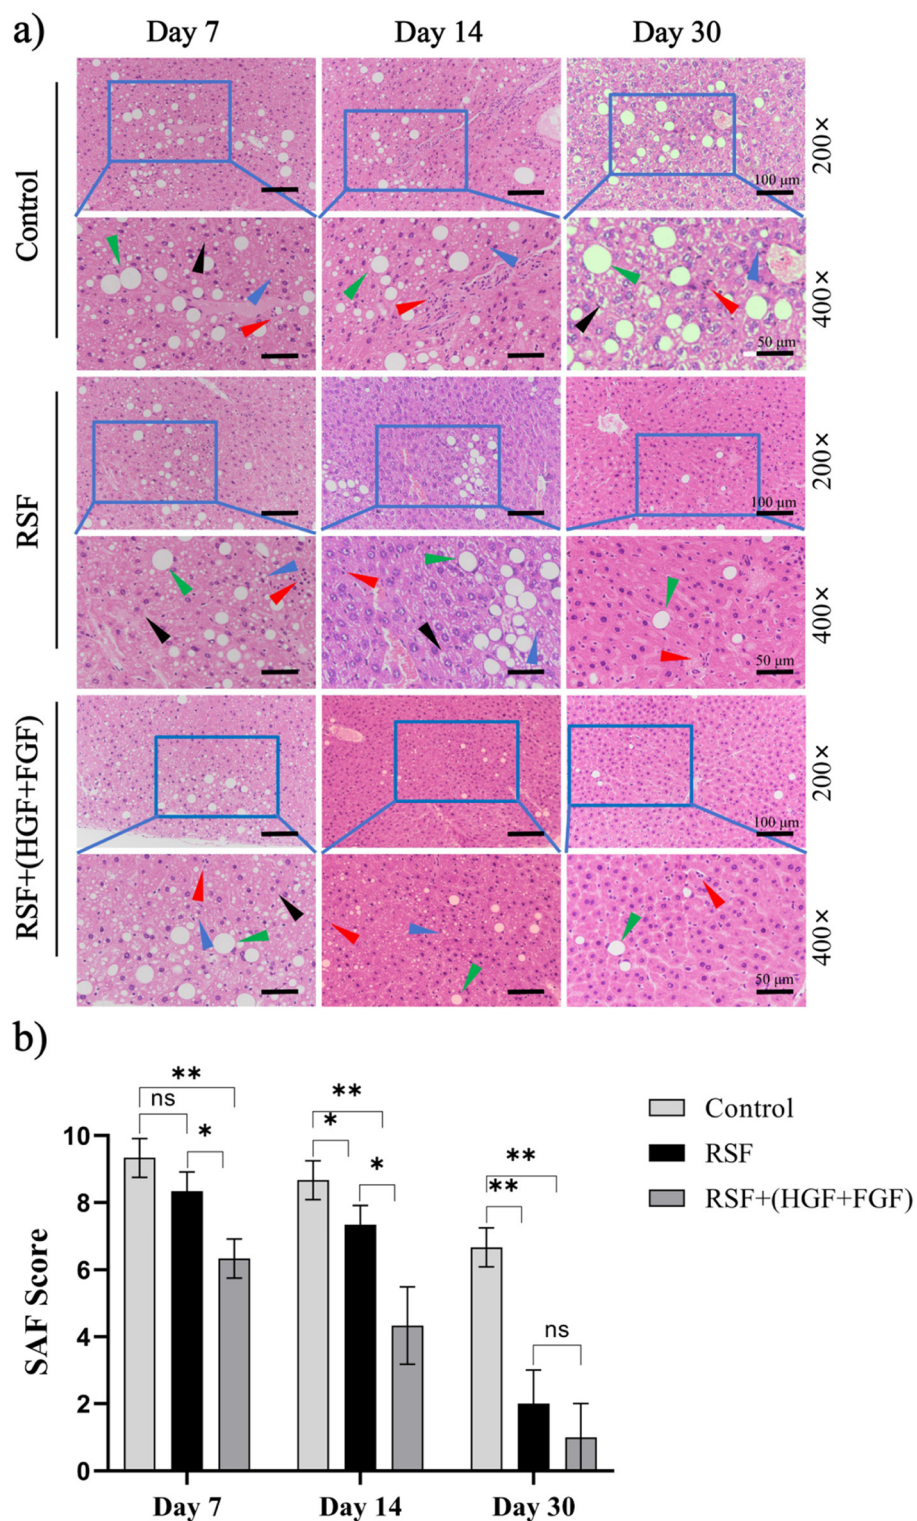 a)
Day 7 Day 14 Day 30
Control
200×
100 μm
400×
50 μm
RSF
200×
100 μm
400×
50 μm
RSF+(HGF+FGF)
200×
100 μm
400×
50 μm
b)
SAF Score
10
8
6
4
2
0
** ns *
** * *
** ** ns
Day 7 Day 14 Day 30
Control
RSF
RSF+(HGF+FGF)